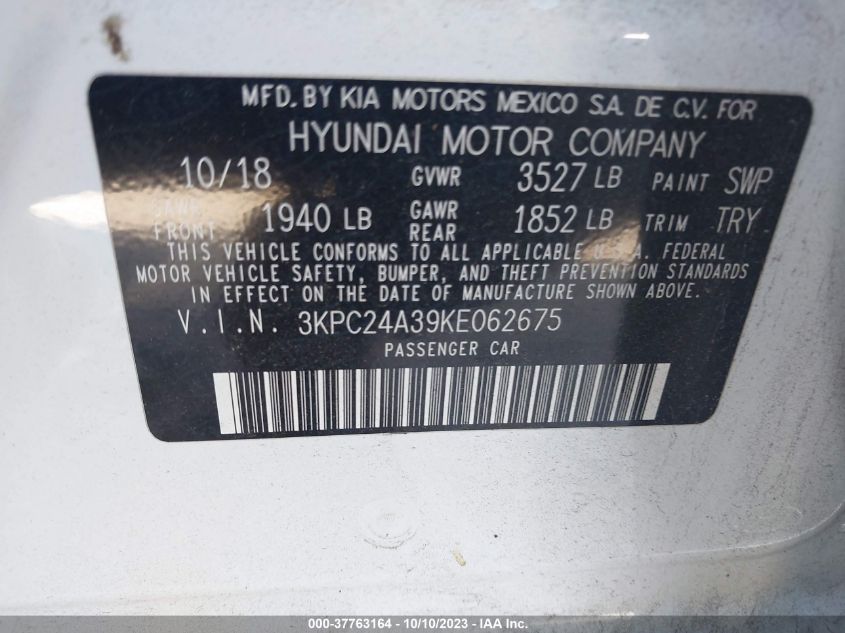 MFD. BY KIA MOTORS MEXICO S.A. DE C.V. FOR
HYUNDAI MOTOR COMPANY
10/18 GVWR 3527 LB PAINT SWP
GAWR FRONT 1940 LB GAWR REAR 1852 LB TRIM TRY
THIS VEHICLE CONFORMS TO ALL APPLICABLE U.S.A. FEDERAL
MOTOR VEHICLE SAFETY, BUMPER, AND THEFT PREVENTION STANDARDS
IN EFFECT ON THE DATE OF MANUFACTURE SHOWN ABOVE.
V.I.N. 3KPC24A39KE062675
PASSENGER CAR
000-37763164 - 10/10/2023 - IAA Inc.